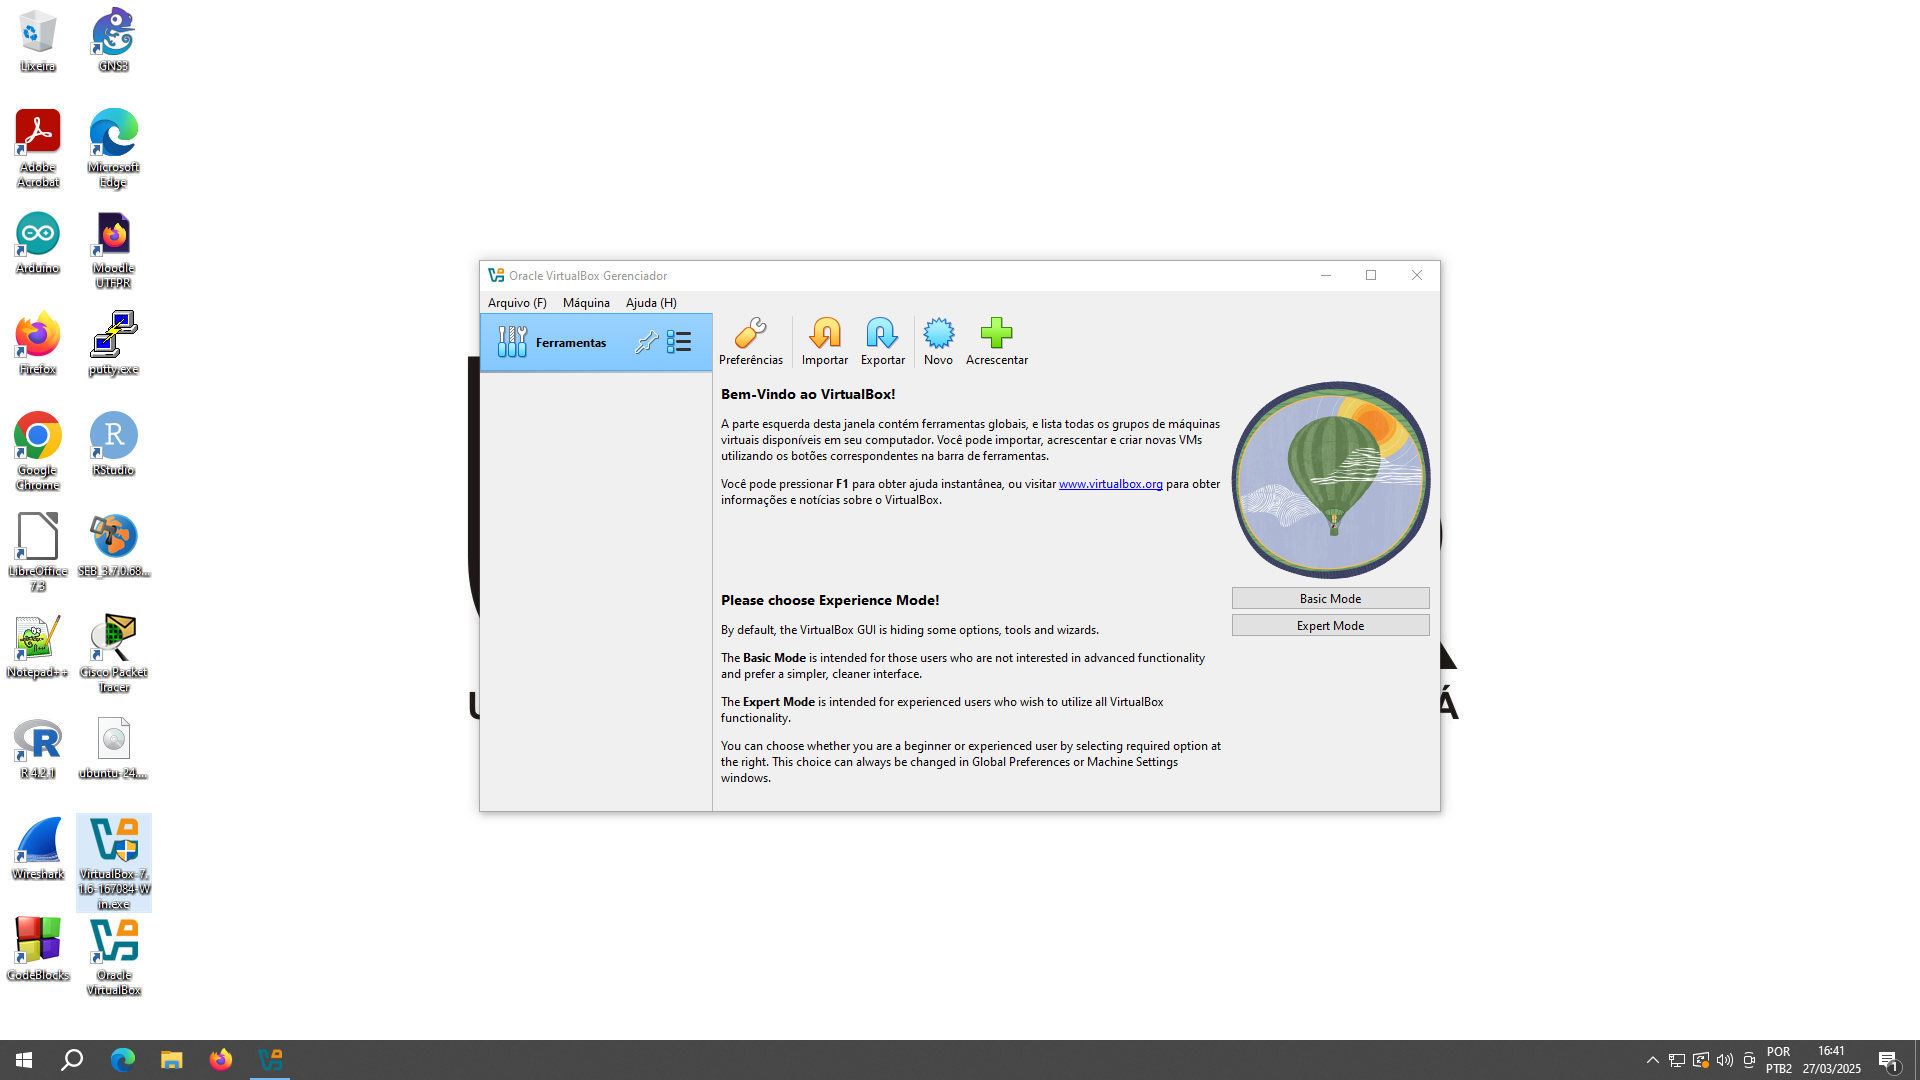 Lixeira
GNS3
Adobe
Acrobat
Microsoft
Edge
Arduino
Moodle
UTFPR
Firefox
putty.exe
Google
Chrome
RStudio
LibreOffice
7.3
SEB_3.7.0.68...
Notepad++
Cisco Packet
Tracer
R 4.2.1
ubuntu-24....
Wireshark
VirtualBox-7.
1.6-167084-W
in.exe
CodeBlocks
Oracle
VirtualBox
Oracle VirtualBox Gerenciador
Arquivo (F) Máquina Ajuda (H)
Ferramentas
Preferências Importar Exportar Novo Acrescentar
Bem-Vindo ao VirtualBox!
A parte esquerda desta janela contém ferramentas globais, e lista todas os grupos de máquinas
virtuais disponíveis em seu computador. Você pode importar, acrescentar e criar novas VMs
utilizando os botões correspondentes na barra de ferramentas.
Você pode pressionar F1 para obter ajuda instantânea, ou visitar www.virtualbox.org para obter
informações e notícias sobre o VirtualBox.
Please choose Experience Mode!
By default, the VirtualBox GUI is hiding some options, tools and wizards.
The Basic Mode is intended for those users who are not interested in advanced functionality
and prefer a simpler, cleaner interface.
The Expert Mode is intended for experienced users who wish to utilize all VirtualBox
functionality.
You can choose whether you are a beginner or experienced user by selecting required option at
the right. This choice can always be changed in Global Preferences or Machine Settings
windows.
Basic Mode
Expert Mode
Á
POR
PTB2
16:41
27/03/2025
1